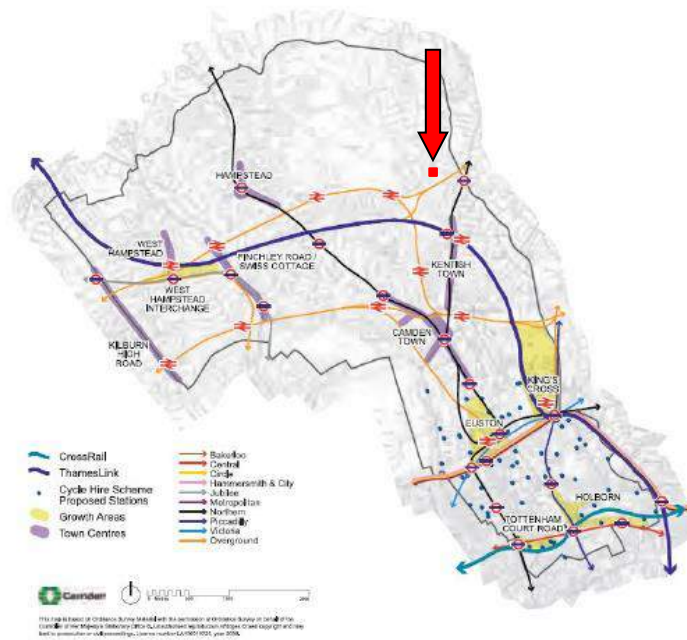 HAMPSTEAD
WEST
HAMPSTEAD
FINCHLEY ROAD /
SWISS COTTAGE
KENTISH
TOWN
WEST
HAMPSTEAD
INTERCHANGE
CAMDEN
TOWN
KILBURN
HIGH
ROAD
KING'S
CROSS
EUSTON
HOLBORN
TOTTENHAM
COURT ROAD
CrossRail
ThamesLink
Cycle Hire Scheme
Proposed Stations
Growth Areas
Town Centres
Bakerloo
Central
Circle
Hammersmith & City
Jubilee
Metropolitan
Northern
Piccadilly
Victoria
Overground
Camden